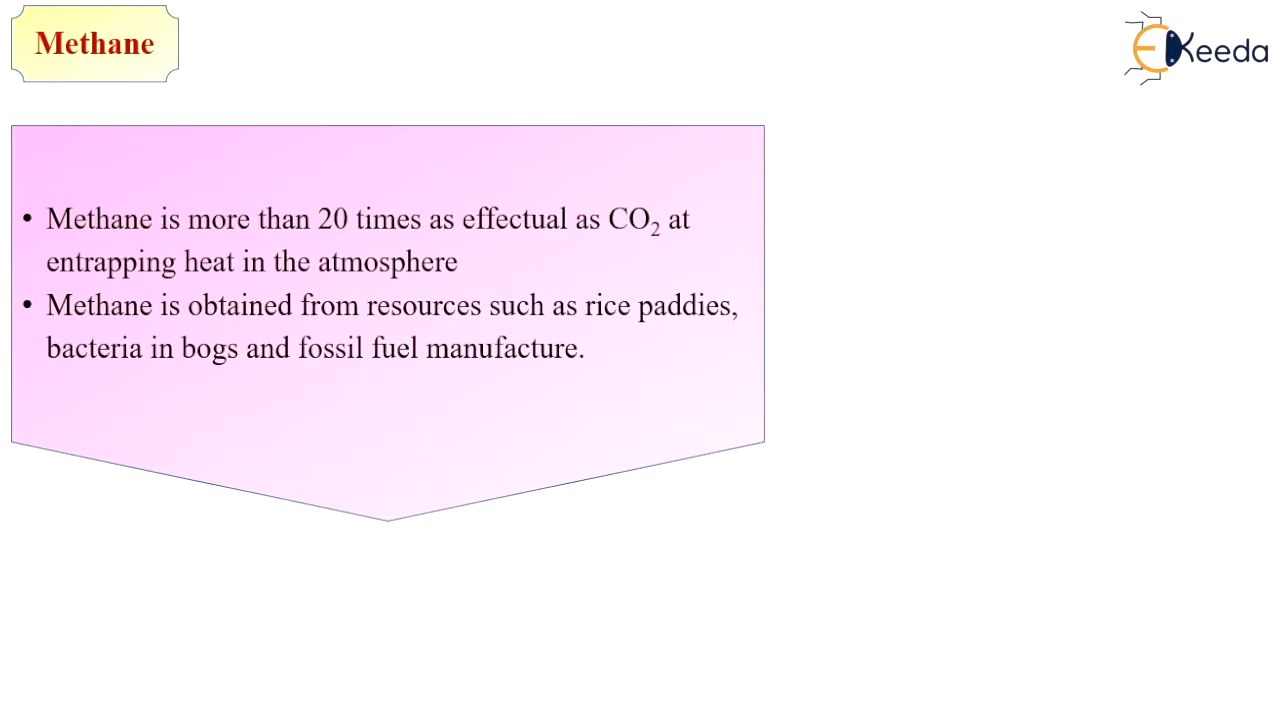 Methane
EKeeda
• Methane is more than 20 times as effectual as CO₂ at
entrapping heat in the atmosphere
• Methane is obtained from resources such as rice paddies,
bacteria in bogs and fossil fuel manufacture.